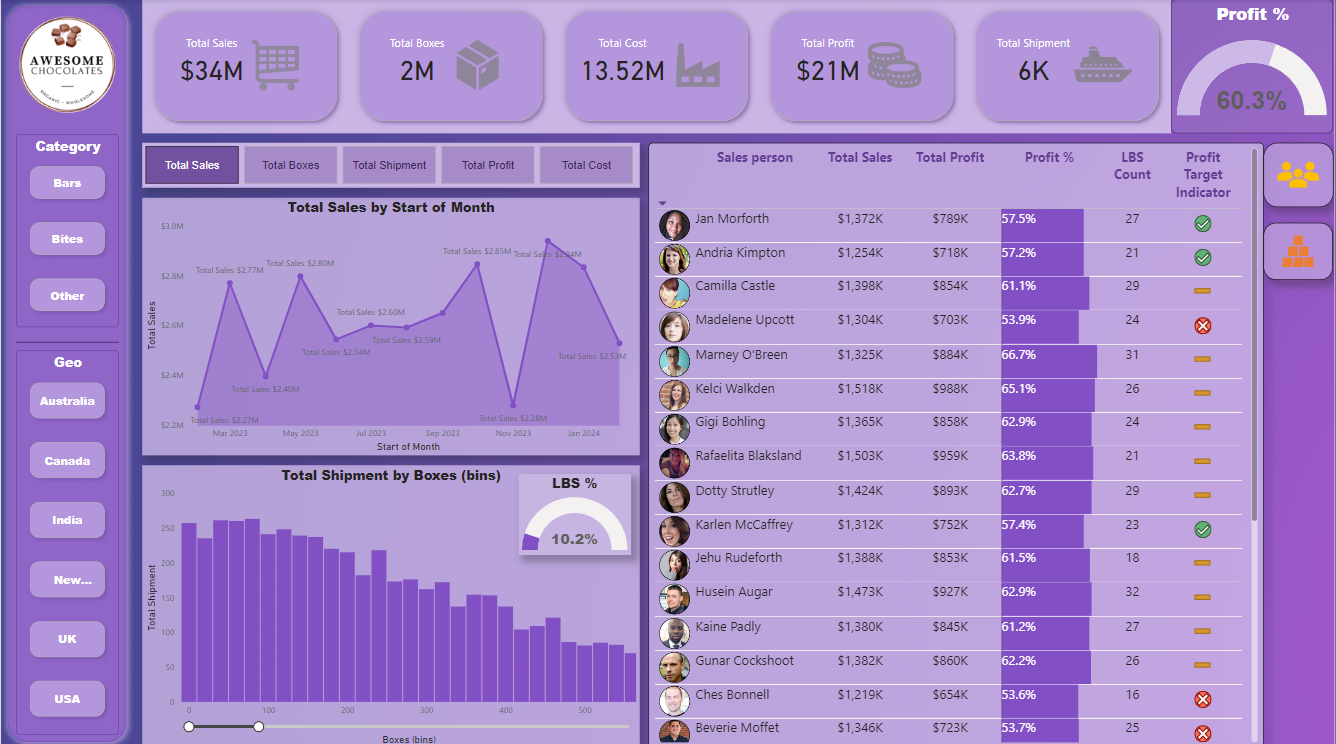 AWESOME
CHOCOLATES
ORGANIC - WHOLESOME
Category
Bars
Bites
Other
Geo
Australia
Canada
India
New...
UK
USA
Total Sales
$34M
Total Boxes
2M
Total Cost
13.52M
Total Profit
$21M
Total Shipment
6K
Profit %
60.3%
Total Sales
Total Boxes
Total Shipment
Total Profit
Total Cost
Total Sales by Start of Month
Total Sales
$3.0M
$2.8M
$2.6M
$2.4M
$2.2M
Total Sales $2.27M
Total Sales $2.77M
Total Sales $2.40M
Total Sales $2.80M
Total Sales $2.54M
Total Sales $2.60M
Total Sales $2.59M
Total Sales $2.85M
Total Sales $2.28M
Total Sales $2.94M
Total Sales $2.53M
Mar 2023 May 2023 Jul 2023 Sep 2023 Nov 2023 Jan 2024
Start of Month
Total Shipment by Boxes (bins)
LBS %
10.2%
Total Shipment
300
250
200
150
100
50
0
0 100 200 300 400 500
Boxes (bins)
Sales person Total Sales Total Profit Profit % LBS Profit
Count Target
Indicator
Jan Morforth $1,372K $789K 57.5% 27
Andria Kimpton $1,254K $718K 57.2% 21
Camilla Castle $1,398K $854K 61.1% 29
Madelene Upcott $1,304K $703K 53.9% 24
Marney O'Breen $1,325K $884K 66.7% 31
Kelci Walkden $1,518K $988K 65.1% 26
Gigi Bohling $1,365K $858K 62.9% 24
Rafaelita Blaksland $1,503K $959K 63.8% 21
Dotty Strutley $1,424K $893K 62.7% 29
Karlen McCaffrey $1,312K $752K 57.4% 23
Jehu Rudeforth $1,388K $853K 61.5% 18
Husein Augar $1,473K $927K 62.9% 32
Kaine Padly $1,380K $845K 61.2% 27
Gunar Cockshoot $1,382K $860K 62.2% 26
Ches Bonnell $1,219K $654K 53.6% 16
Beverie Moffet $1,346K $723K 53.7% 25